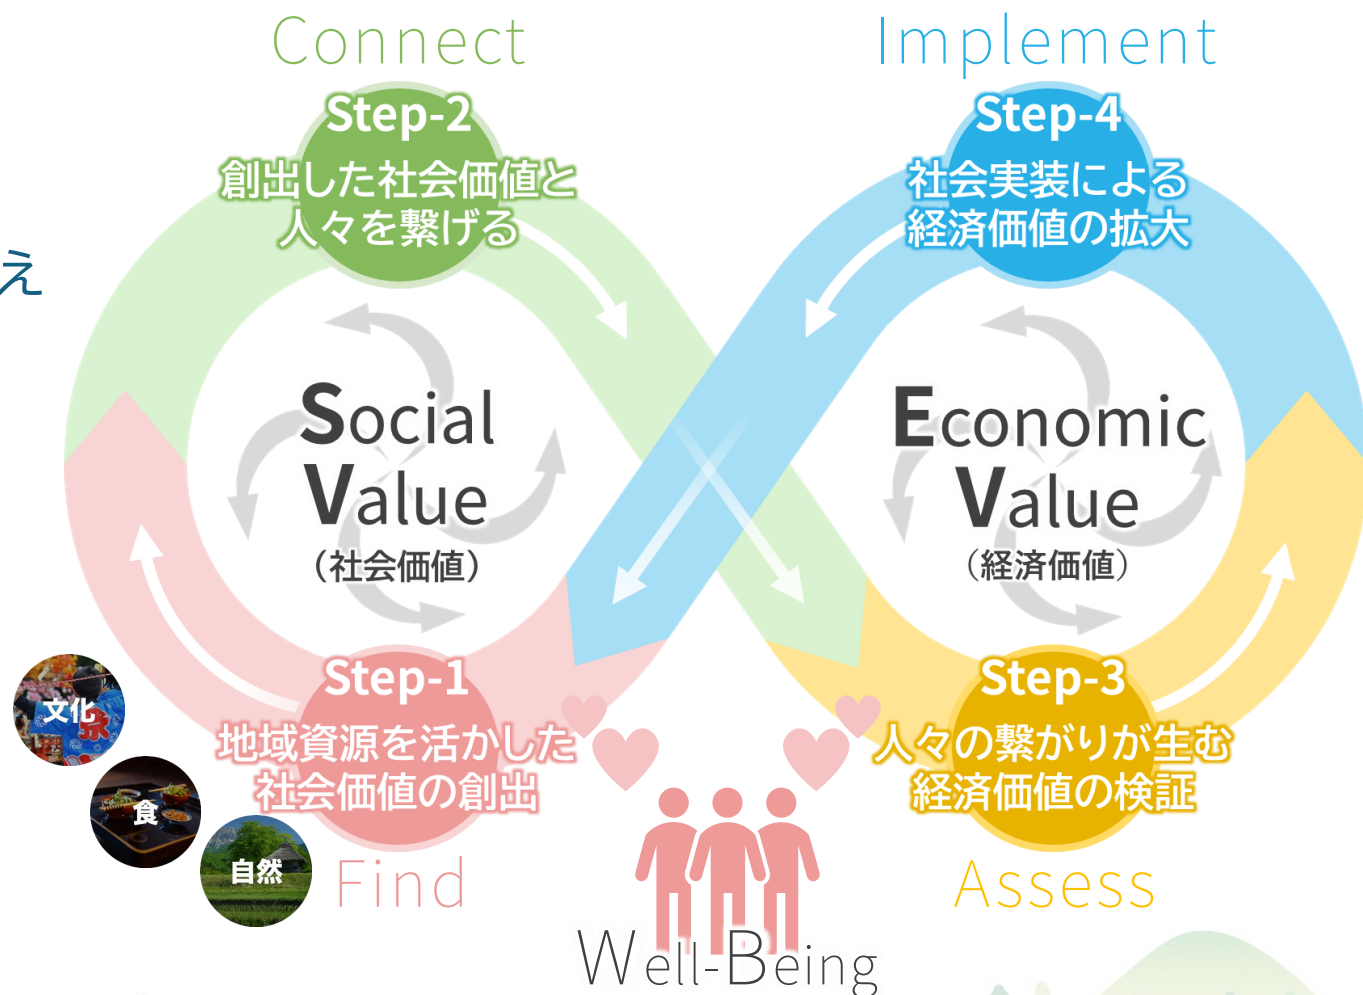 Connect
Implement
Step-2
創出した社会価値と
人々を繋げる
Step-4
社会実装による
経済価値の拡大
え
Social
Value
(社会価値)
Economic
Value
(経済価値)
Step-1
地域資源を活かした
社会価値の創出
Find
文化
祭
食
自然
Step-3
人々の繋がりが生む
経済価値の検証
Assess
Well-Being